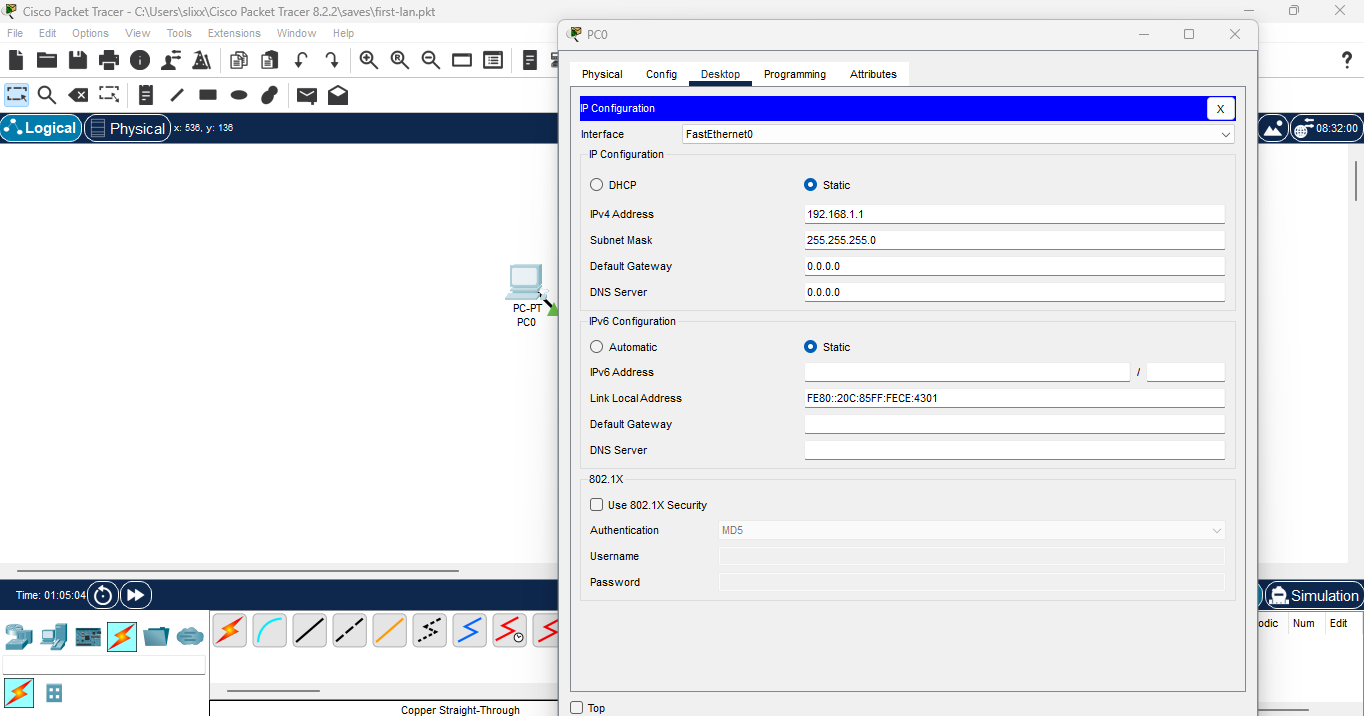 Cisco Packet Tracer - C:\Users\slixx\Cisco Packet Tracer 8.2.2\saves\first-lan.pkt
File Edit Options View Tools Extensions Window Help
PC0
Physical Config Desktop Programming Attributes
IP Configuration X
Interface FastEthernet0
IP Configuration
DHCP Static
IPv4 Address 192.168.1.1
Subnet Mask 255.255.255.0
Default Gateway 0.0.0.0
DNS Server 0.0.0.0
IPv6 Configuration
Automatic Static
IPv6 Address /
Link Local Address FE80::20C:85FF:FECE:4301
Default Gateway
DNS Server
802.1X
Use 802.1X Security
Authentication MD5
Username
Password
Top
Logical Physical x: 536, y: 136
08:32:00
PC-PT
PC0
Time: 01:05:04
Simulation
odic Num Edit
Copper Straight-Through